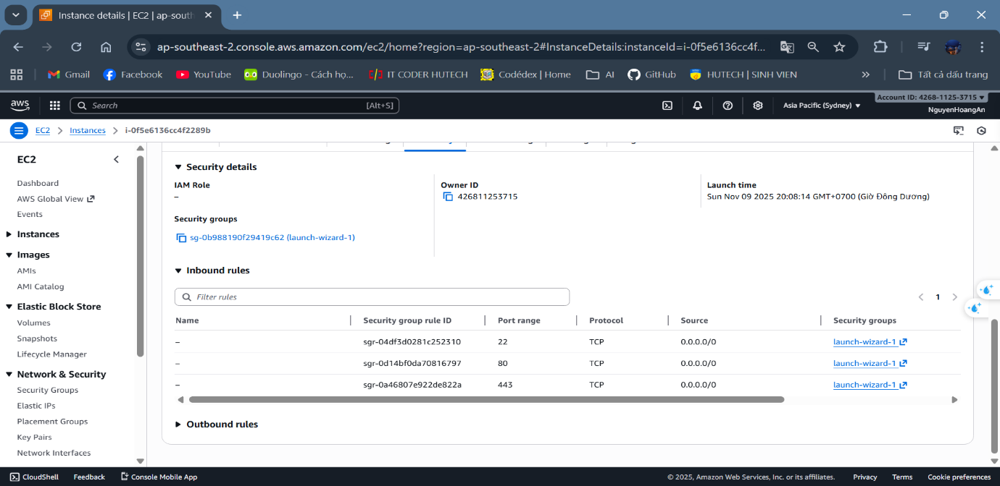 Instance details | EC2 | ap-south
ap-southeast-2.console.aws.amazon.com/ec2/home?region=ap-southeast-2#InstanceDetails:instanceId=i-0f5e6136cc4f...
Gmail Facebook YouTube Duolingo - Cách họ... IT CODER HUTECH Codédex | Home AI GitHub HUTECH | SINH VIEN Tất cả dấu trang
aws Search [Alt+S] Asia Pacific (Sydney) Account ID: 4268-1125-3715
NguyenHoangAn
EC2 Instances i-0f5e6136cc4f2289b
EC2
Dashboard
AWS Global View
Events
Instances
Images
AMIs
AMI Catalog
Elastic Block Store
Volumes
Snapshots
Lifecycle Manager
Network & Security
Security Groups
Elastic IPs
Placement Groups
Key Pairs
Network Interfaces
Security details
IAM Role
–
Owner ID
426811253715
Launch time
Sun Nov 09 2025 20:08:14 GMT+0700 (Giờ Đông Dương)
Security groups
sg-0b988190f29419c62 (launch-wizard-1)
Inbound rules
Filter rules
1
Name Security group rule ID Port range Protocol Source Security groups
– sgr-04df3d0281c252310 22 TCP 0.0.0.0/0 launch-wizard-1
– sgr-0d14bf0da70816797 80 TCP 0.0.0.0/0 launch-wizard-1
– sgr-0a46807e922de822a 443 TCP 0.0.0.0/0 launch-wizard-1
Outbound rules
CloudShell Feedback Console Mobile App © 2025, Amazon Web Services, Inc. or its affiliates. Privacy Terms Cookie preferences